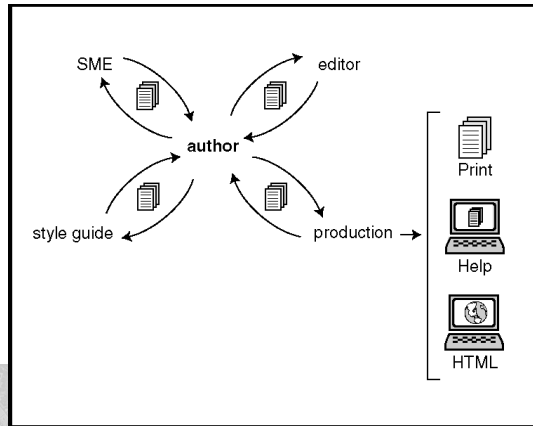 SME
editor
author
style guide
production
Print
Help
HTML